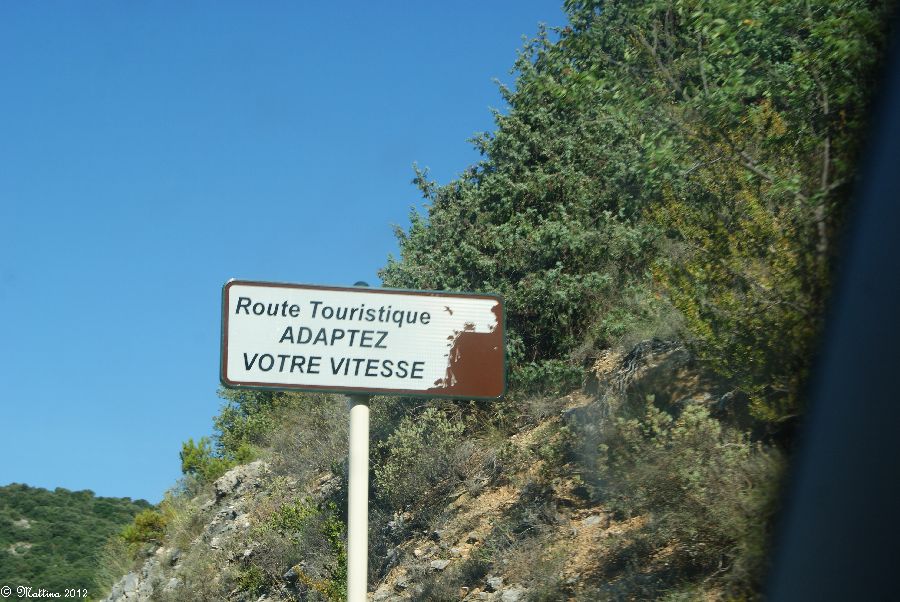 Route Touristique
ADAPTEZ
VOTRE VITESSE
© Mattina 2012